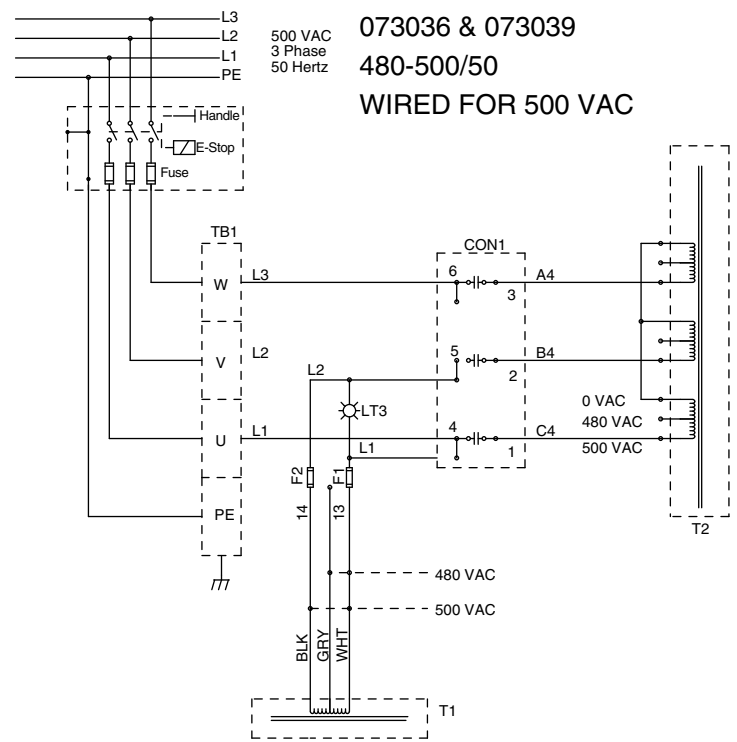 L3
L2
L1
PE
500 VAC
3 Phase
50 Hertz
073036 & 073039
480-500/50
WIRED FOR 500 VAC
Handle
E-Stop
Fuse
TB1
W
L3
V
L2
U
L1
PE
CON1
6
3
A4
5
2
B4
4
1
C4
L2
LT3
L1
0 VAC
480 VAC
500 VAC
T2
F2
F1
14
13
480 VAC
500 VAC
BLK
GRY
WHT
T1